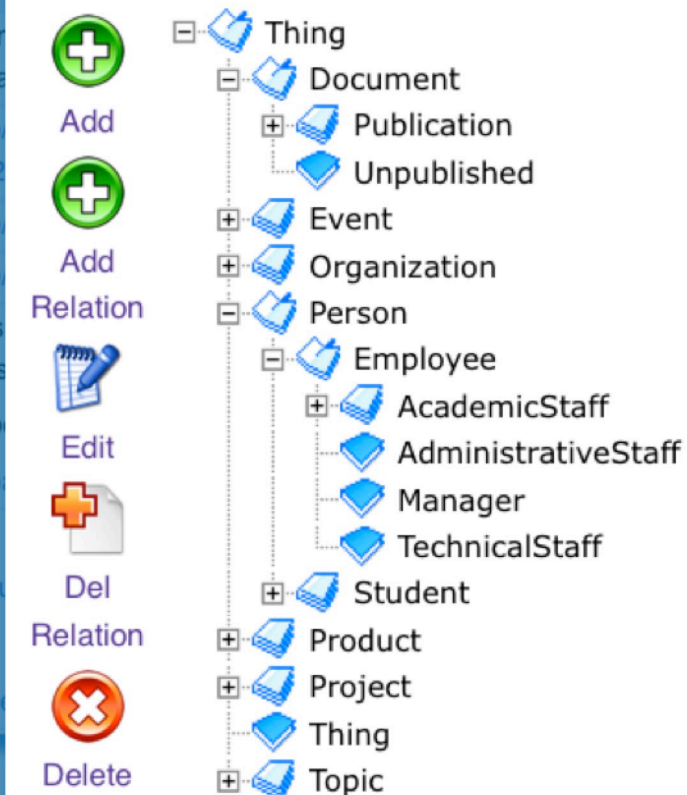 Add
Add
Relation
Edit
Del
Relation
Delete
Thing
Document
Publication
Unpublished
Event
Organization
Person
Employee
AcademicStaff
AdministrativeStaff
Manager
TechnicalStaff
Student
Product
Project
Thing
Topic